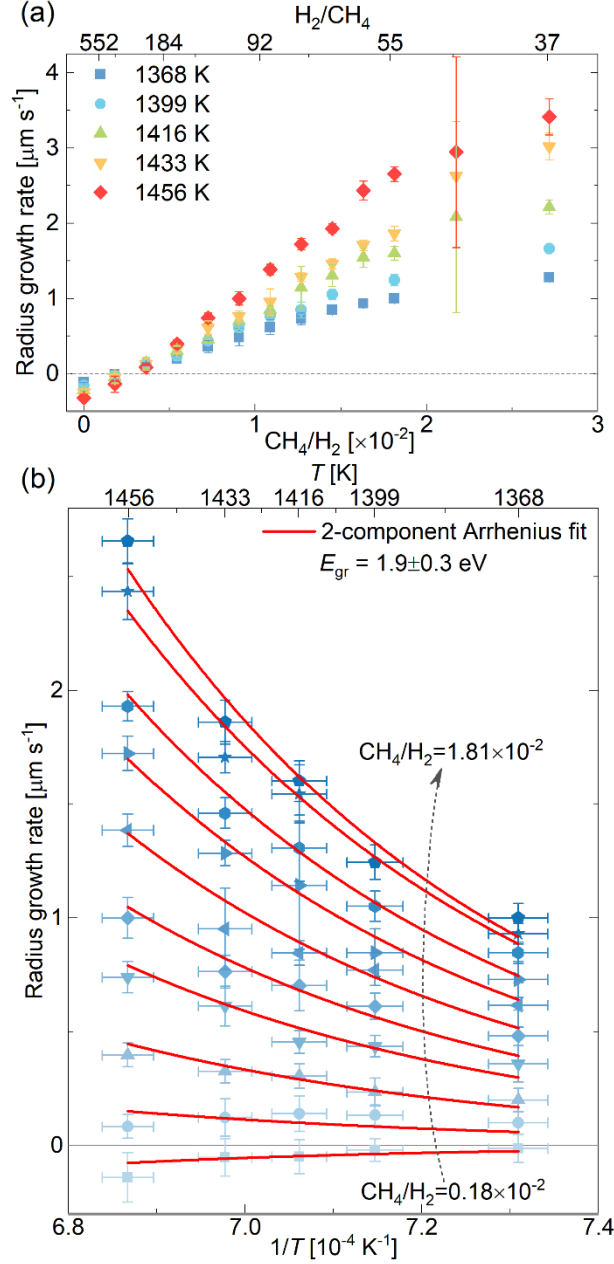 (a)
H₂/CH₄
552 184 92 55 37
1368 K
1399 K
1416 K
1433 K
1456 K
4
3
2
1
0
Radius growth rate [μm s⁻¹]
0 1 2 3
CH₄/H₂ [×10⁻²]
(b)
T [K]
1456 1433 1416 1399 1368
2-component Arrhenius fit
E_gr = 1.9±0.3 eV
2
1
0
Radius growth rate [μm s⁻¹]
CH₄/H₂=1.81×10⁻²
CH₄/H₂=0.18×10⁻²
6.8 7.0 7.2 7.4
1/T [10⁻⁴ K⁻¹]